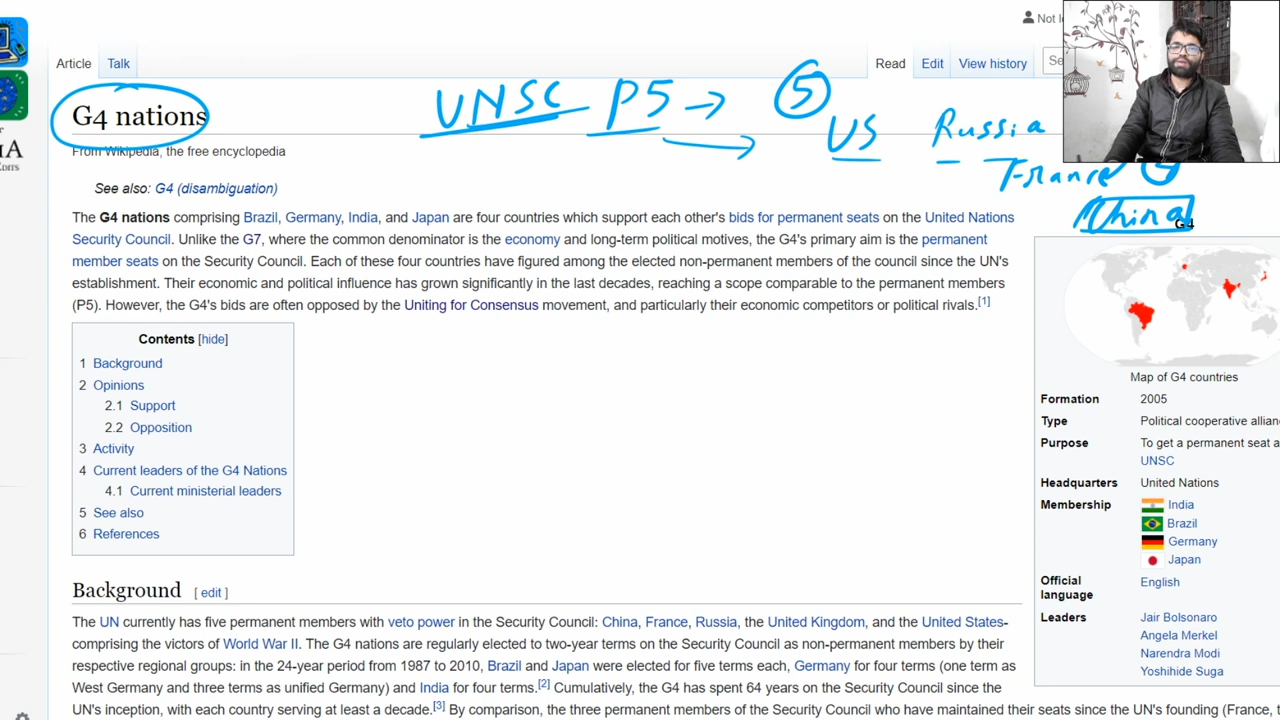 Not lo
Article
Talk
Read
Edit
View history
Se
G4 nations
UNSC P5 → 5
US
Russia
France
China
From Wikipedia, the free encyclopedia
See also: G4 (disambiguation)
The G4 nations comprising Brazil, Germany, India, and Japan are four countries which support each other's bids for permanent seats on the United Nations
Security Council. Unlike the G7, where the common denominator is the economy and long-term political motives, the G4's primary aim is the permanent
member seats on the Security Council. Each of these four countries have figured among the elected non-permanent members of the council since the UN's
establishment. Their economic and political influence has grown significantly in the last decades, reaching a scope comparable to the permanent members
(P5). However, the G4's bids are often opposed by the Uniting for Consensus movement, and particularly their economic competitors or political rivals.[1]
Contents [hide]
1 Background
2 Opinions
2.1 Support
2.2 Opposition
3 Activity
4 Current leaders of the G4 Nations
4.1 Current ministerial leaders
5 See also
6 References
G4
Map of G4 countries
Formation 2005
Type Political cooperative allian
Purpose To get a permanent seat a
UNSC
Headquarters United Nations
Membership India
Brazil
Germany
Japan
Official English
language
Leaders Jair Bolsonaro
Angela Merkel
Narendra Modi
Yoshihide Suga
Background [ edit ]
The UN currently has five permanent members with veto power in the Security Council: China, France, Russia, the United Kingdom, and the United States-
comprising the victors of World War II. The G4 nations are regularly elected to two-year terms on the Security Council as non-permanent members by their
respective regional groups: in the 24-year period from 1987 to 2010, Brazil and Japan were elected for five terms each, Germany for four terms (one term as
West Germany and three terms as unified Germany) and India for four terms.[2] Cumulatively, the G4 has spent 64 years on the Security Council since the
UN's inception, with each country serving at least a decade.[3] By comparison, the three permanent members of the Security Council who have maintained their seats since the UN's founding (France, t